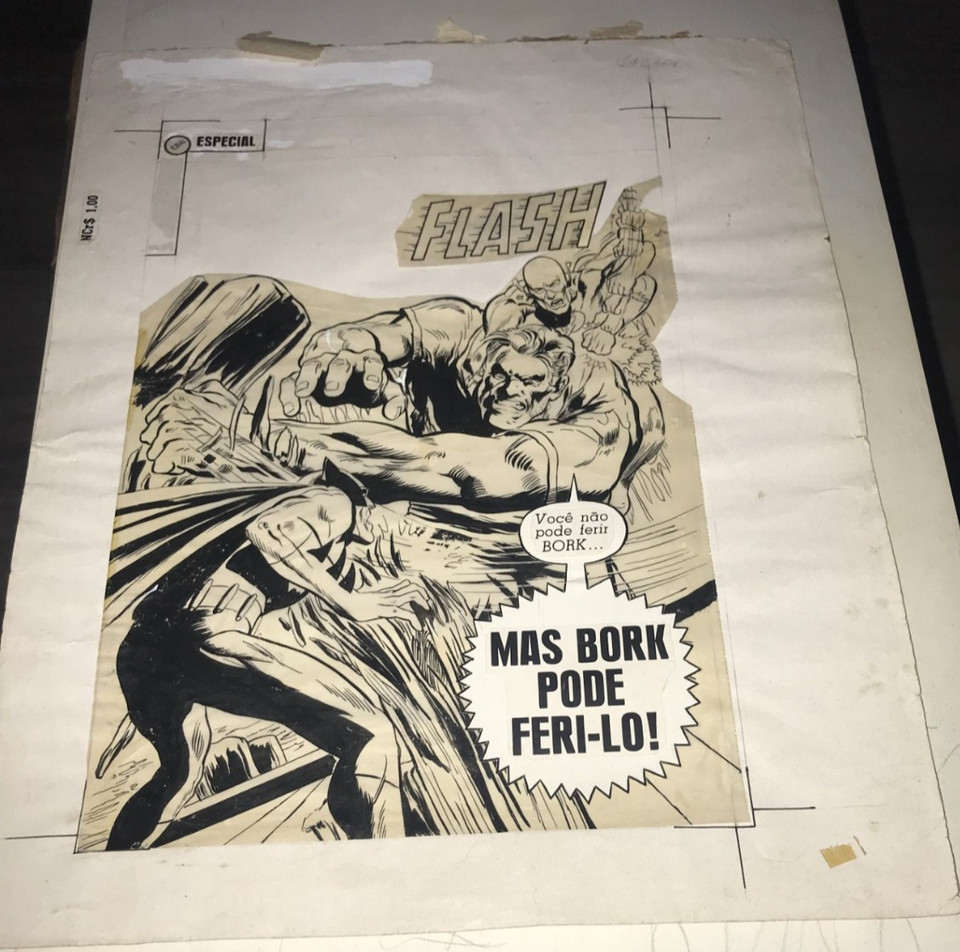 ESPECIAL
NCr$ 1,00
FLASH
Você não
pode ferir
BORK...
MAS BORK
PODE
FERI-LO!